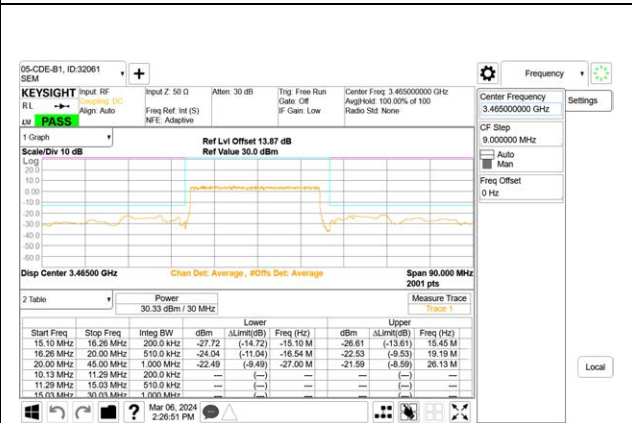 05-CDE-B1, ID:32061
SEM
Frequency
KEYSIGHT
RL
PASS
Input: RF
Coupling: DC
Align: Auto
Input Z: 50 Ω
Freq Ref: Int (S)
NFE: Adaptive
Atten: 30 dB
Trig: Free Run
Gate: Off
IF Gain: Low
Center Freq: 3.465000000 GHz
Avg|Hold: 100.00% of 100
Radio Std: None
Center Frequency
3.465000000 GHz
Settings
CF Step
9.000000 MHz
Auto
Man
Freq Offset
0 Hz
Local
1 Graph
Scale/Div 10 dB
Ref Lvl Offset 13.87 dB
Ref Value 30.0 dBm
Log
20.0
10.0
0.00
-10.0
-20.0
-30.0
-40.0
-50.0
-60.0
Disp Center 3.46500 GHz
Chan Det: Average , #Offs Det: Average
Span 90.000 MHz
2001 pts
2 Table
Power
30.33 dBm / 30 MHz
Measure Trace
Trace 1
Lower Upper
Start Freq Stop Freq Integ BW dBm ΔLimit(dB) Freq (Hz) dBm ΔLimit(dB) Freq (Hz)
15.10 MHz 16.26 MHz 200.0 kHz -27.72 (-14.72) -15.10 M -26.61 (-13.61) 15.45 M
16.26 MHz 20.00 MHz 510.0 kHz -24.04 (-11.04) -16.54 M -22.53 (-9.53) 19.19 M
20.00 MHz 45.00 MHz 1.000 MHz -22.49 (-9.49) -27.00 M -21.59 (-8.59) 26.13 M
10.13 MHz 11.29 MHz 200.0 kHz --- (---) --- --- (---) ---
11.29 MHz 15.03 MHz 510.0 kHz --- (---) --- --- (---) ---
15.03 MHz 30.03 MHz 1.000 MHz --- (---) --- --- (---) ---
Mar 06, 2024
2:26:51 PM